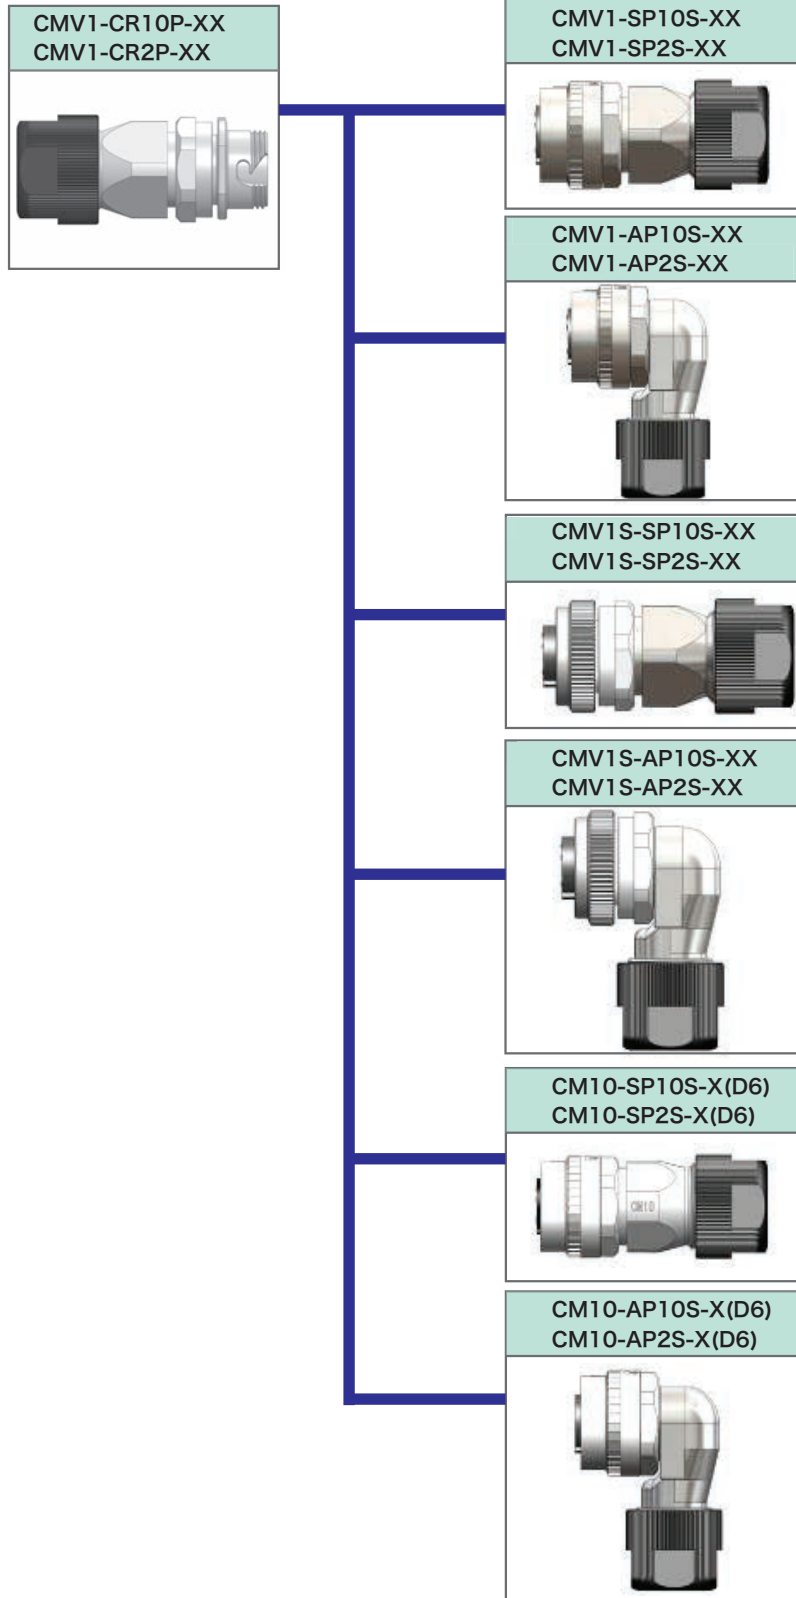 CMV1-CR10P-XX
CMV1-CR2P-XX
CMV1-SP10S-XX
CMV1-SP2S-XX
CMV1-AP10S-XX
CMV1-AP2S-XX
CMV1S-SP10S-XX
CMV1S-SP2S-XX
CMV1S-AP10S-XX
CMV1S-AP2S-XX
CM10-SP10S-X(D6)
CM10-SP2S-X(D6)
CM10
CM10-AP10S-X(D6)
CM10-AP2S-X(D6)